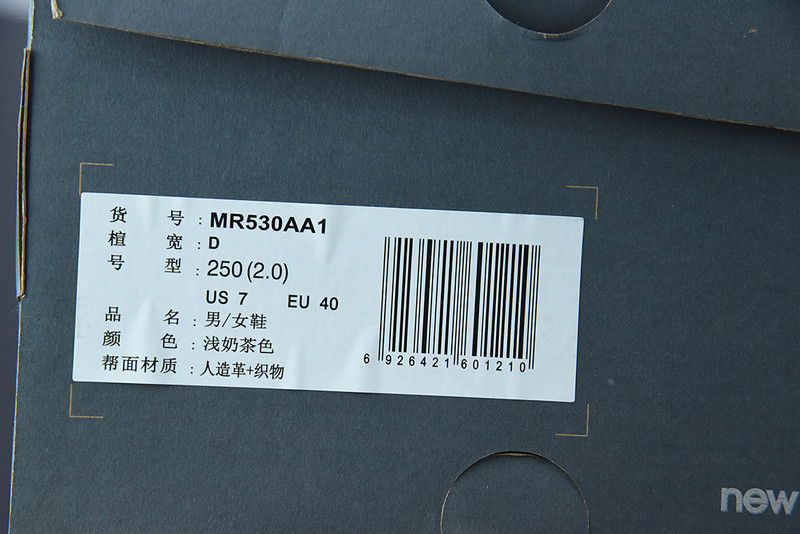 货 号 : MR530AA1
楦 宽 : D
号 型 : 250(2.0)
US 7 EU 40
品 名 : 男/女鞋
颜 色 : 浅奶茶色
帮面材质 : 人造革+织物
6 926421 601210
new